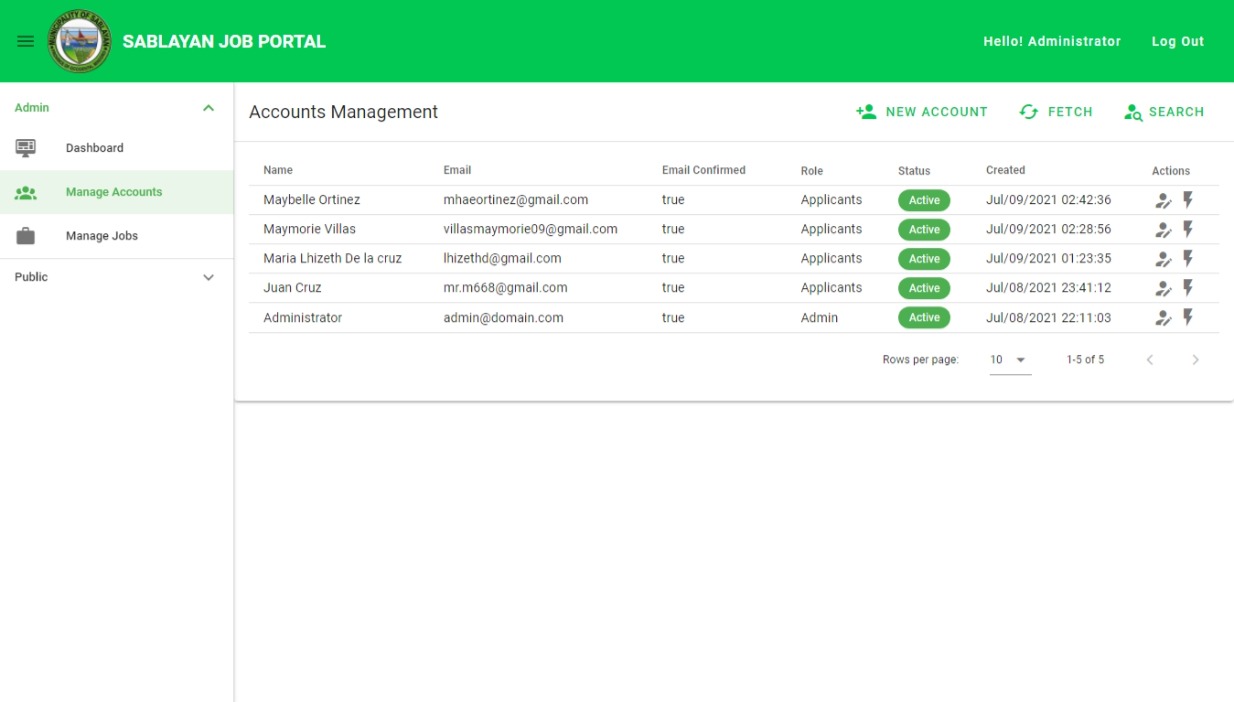 MUNICIPALITY OF SABLAYAN
SABLAYAN JOB PORTAL
Hello! Administrator
Log Out
Admin
Dashboard
Manage Accounts
Manage Jobs
Public
Accounts Management
NEW ACCOUNT
FETCH
SEARCH
Name Email Email Confirmed Role Status Created Actions
Maybelle Ortinez mhaeortinez@gmail.com true Applicants Active Jul/09/2021 02:42:36
Maymorie Villas villasmaymorie09@gmail.com true Applicants Active Jul/09/2021 02:28:56
Maria Lhizeth De la cruz lhizethd@gmail.com true Applicants Active Jul/09/2021 01:23:35
Juan Cruz mr.m668@gmail.com true Applicants Active Jul/08/2021 23:41:12
Administrator admin@domain.com true Admin Active Jul/08/2021 22:11:03
Rows per page: 10 1-5 of 5